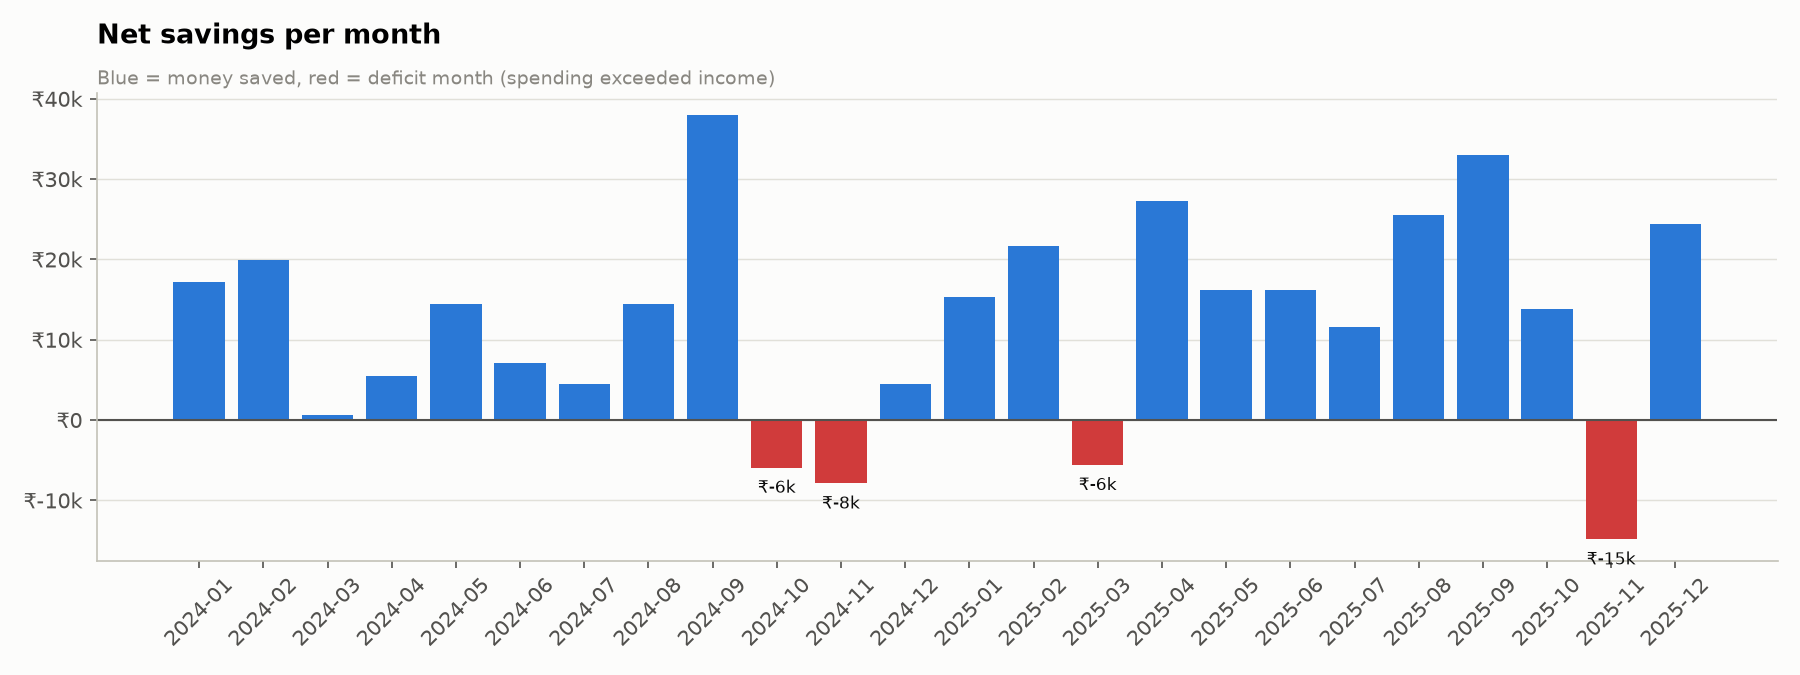 Net savings per month
Blue = money saved, red = deficit month (spending exceeded income)
₹40k
₹30k
₹20k
₹10k
₹0
₹-10k
₹-6k
₹-8k
₹-6k
₹-15k
2024-01
2024-02
2024-03
2024-04
2024-05
2024-06
2024-07
2024-08
2024-09
2024-10
2024-11
2024-12
2025-01
2025-02
2025-03
2025-04
2025-05
2025-06
2025-07
2025-08
2025-09
2025-10
2025-11
2025-12